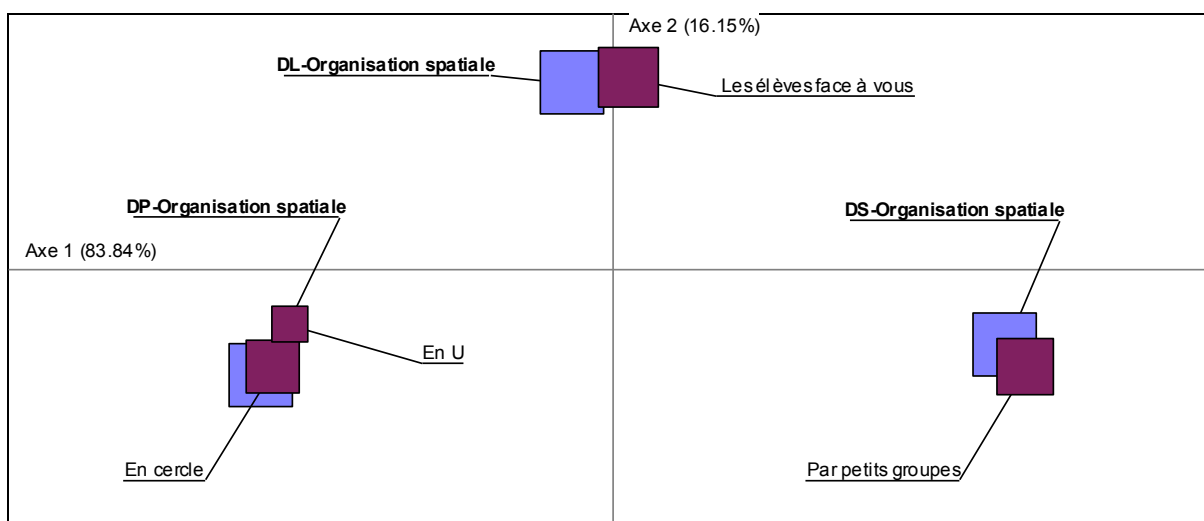 Axe 2 (16.15%)
DL-Organisation spatiale
Les élèves face à vous
DP-Organisation spatiale
DS-Organisation spatiale
Axe 1 (83.84%)
En U
En cercle
Par petits groupes